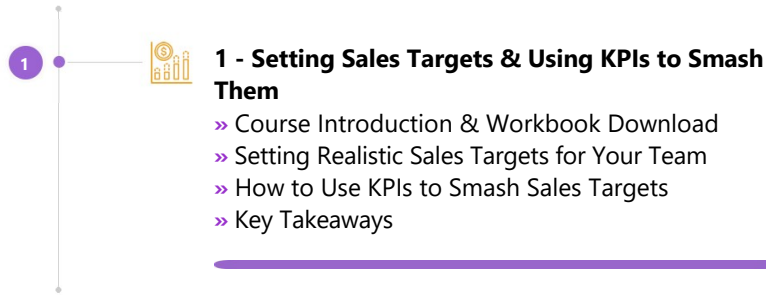 1
1 - Setting Sales Targets & Using KPIs to Smash
Them
» Course Introduction & Workbook Download
» Setting Realistic Sales Targets for Your Team
» How to Use KPIs to Smash Sales Targets
» Key Takeaways